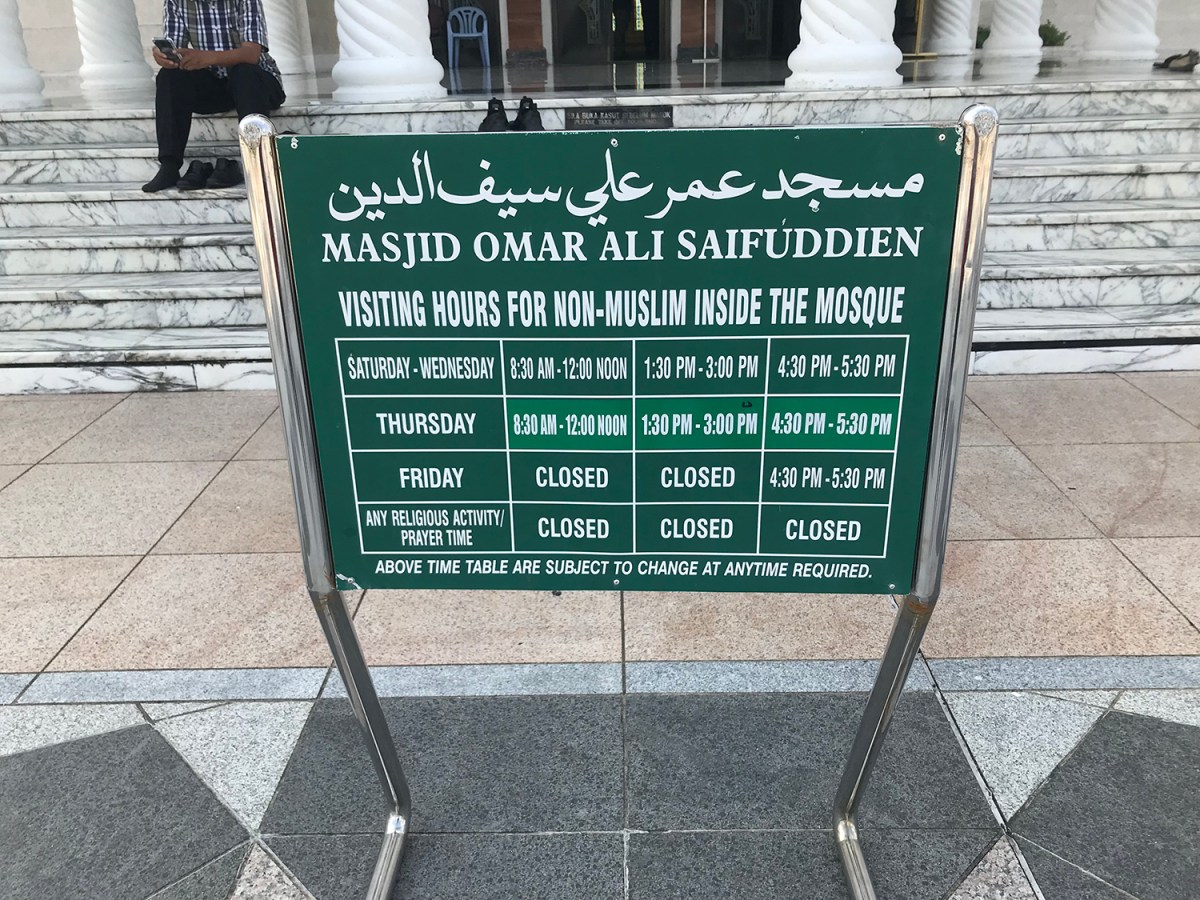 مسجد عمر علي سيف الدين
MASJID OMAR ALI SAIFUDDIEN
VISITING HOURS FOR NON-MUSLIM INSIDE THE MOSQUE
SATURDAY - WEDNESDAY 8:30 AM - 12:00 NOON 1:30 PM - 3:00 PM 4:30 PM - 5:30 PM
THURSDAY 8:30 AM - 12:00 NOON 1:30 PM - 3:00 PM 4:30 PM - 5:30 PM
FRIDAY CLOSED CLOSED 4:30 PM - 5:30 PM
ANY RELIGIOUS ACTIVITY/
PRAYER TIME CLOSED CLOSED CLOSED
ABOVE TIME TABLE ARE SUBJECT TO CHANGE AT ANYTIME REQUIRED.